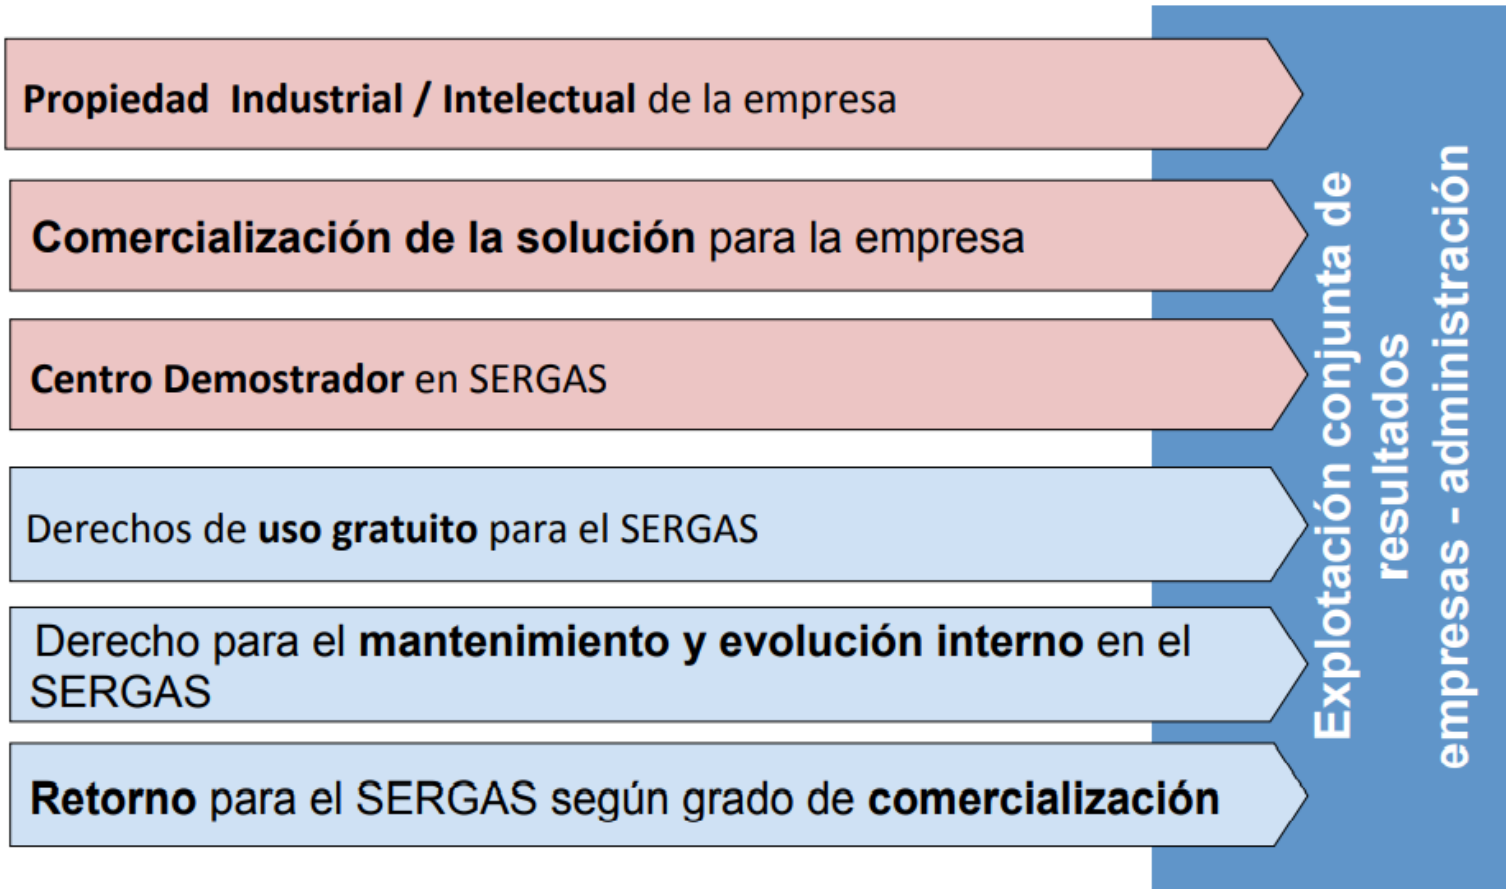 Propiedad Industrial / Intelectual de la empresa
Comercialización de la solución para la empresa
Centro Demostrador en SERGAS
Derechos de uso gratuito para el SERGAS
Derecho para el mantenimiento y evolución interno en el
SERGAS
Retorno para el SERGAS según grado de comercialización
Explotación conjunta de
resultados
empresas - administración